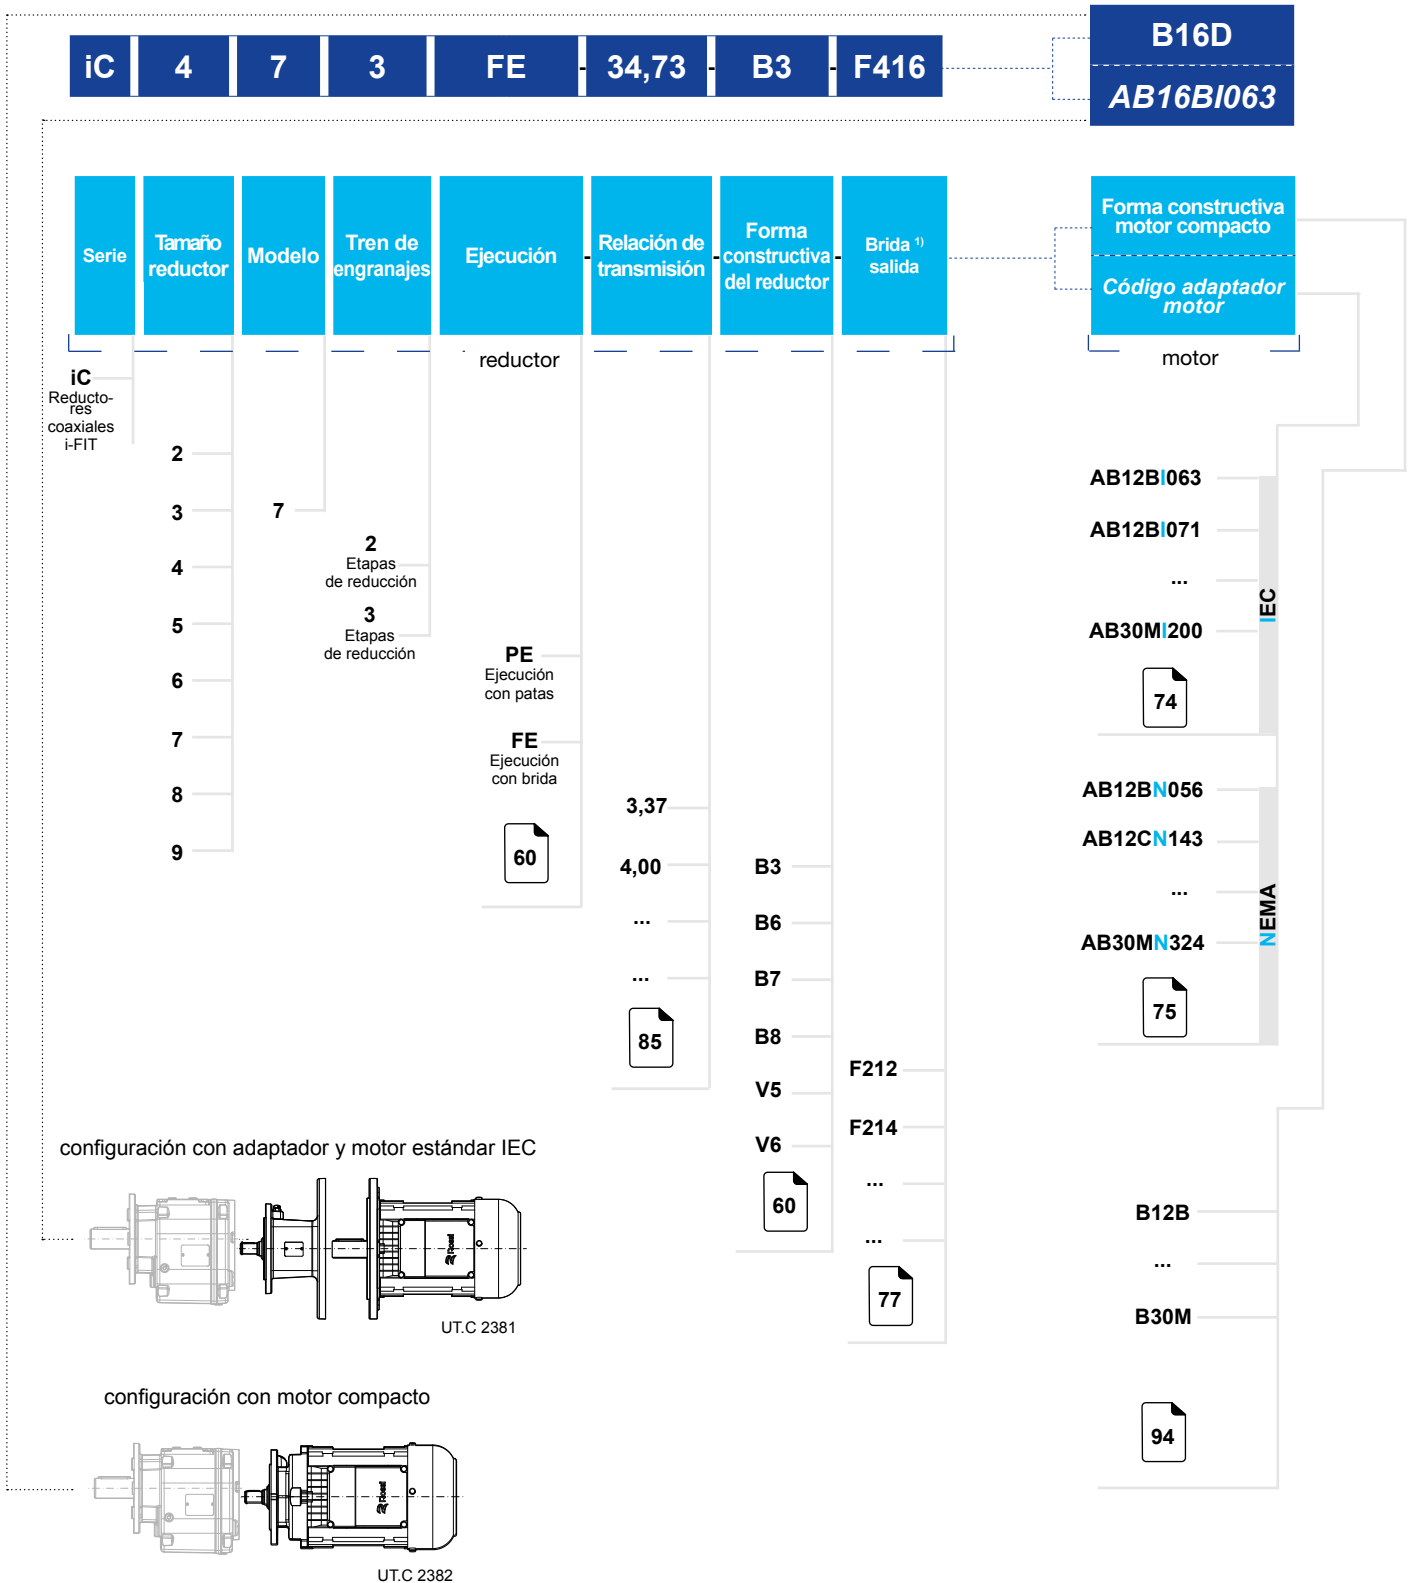 iC 4 7 3 FE - 34,73 - B3 - F416
B16D
AB16BI063
Serie
Tamaño
reductor
Modelo
Tren de
engranajes
Ejecución
-
Relación de
transmisión
-
Forma
constructiva
del reductor
-
Brida 1)
salida
Forma constructiva
motor compacto
Código adaptador
motor
reductor
motor
iC
Reducto-
res
coaxiales
i-FIT
2
3
4
5
6
7
8
9
7
2
Etapas
de reducción
3
Etapas
de reducción
PE
Ejecución
con patas
FE
Ejecución
con brida
60
3,37
4,00
...
...
85
B3
B6
B7
B8
V5
V6
60
F212
F214
...
...
77
AB12BI063
AB12BI071
...
AB30MI200
IEC
74
AB12BN056
AB12CN143
...
AB30MN324
NEMA
75
B12B
...
B30M
94
configuración con adaptador y motor estándar IEC
Rossi
UT.C 2381
configuración con motor compacto
Rossi
UT.C 2382